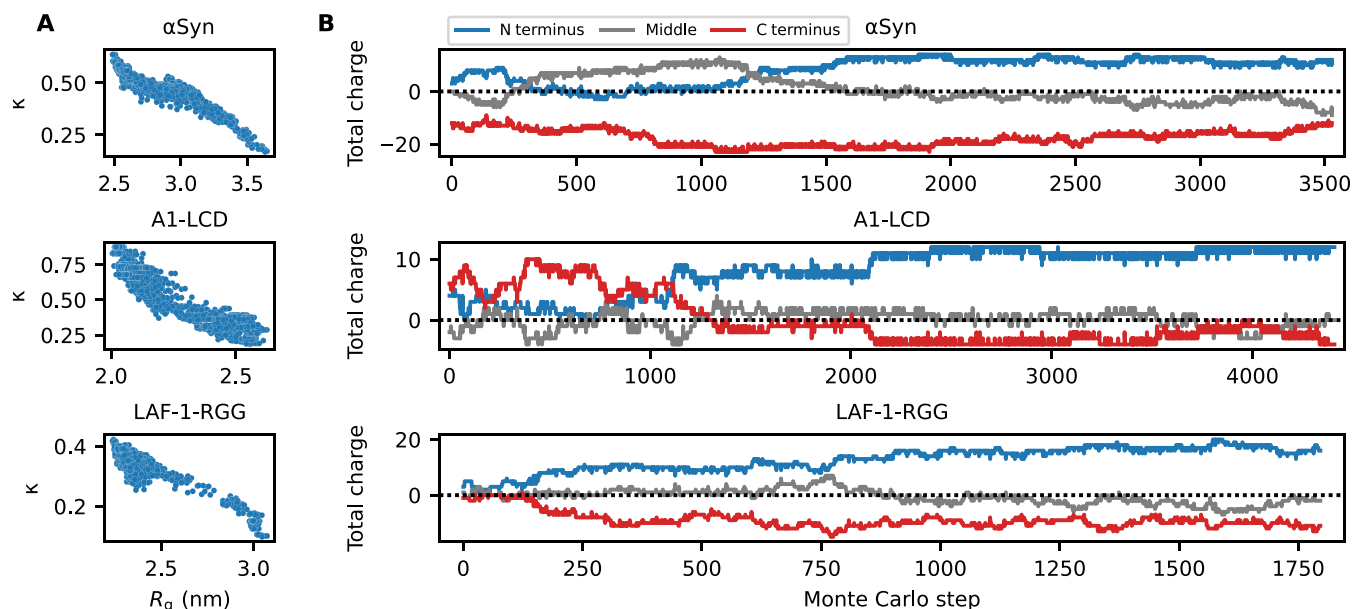 A
αSyn
κ
0.50
0.25
2.5 3.0 3.5
A1-LCD
κ
0.75
0.50
0.25
2.0 2.5
LAF-1-RGG
κ
0.4
0.2
2.5 3.0
Rg (nm)
B
N terminus Middle C terminus
αSyn
Total charge
0
−20
0 500 1000 1500 2000 2500 3000 3500
A1-LCD
Total charge
10
0
0 1000 2000 3000 4000
LAF-1-RGG
Total charge
20
0
0 250 500 750 1000 1250 1500 1750
Monte Carlo step